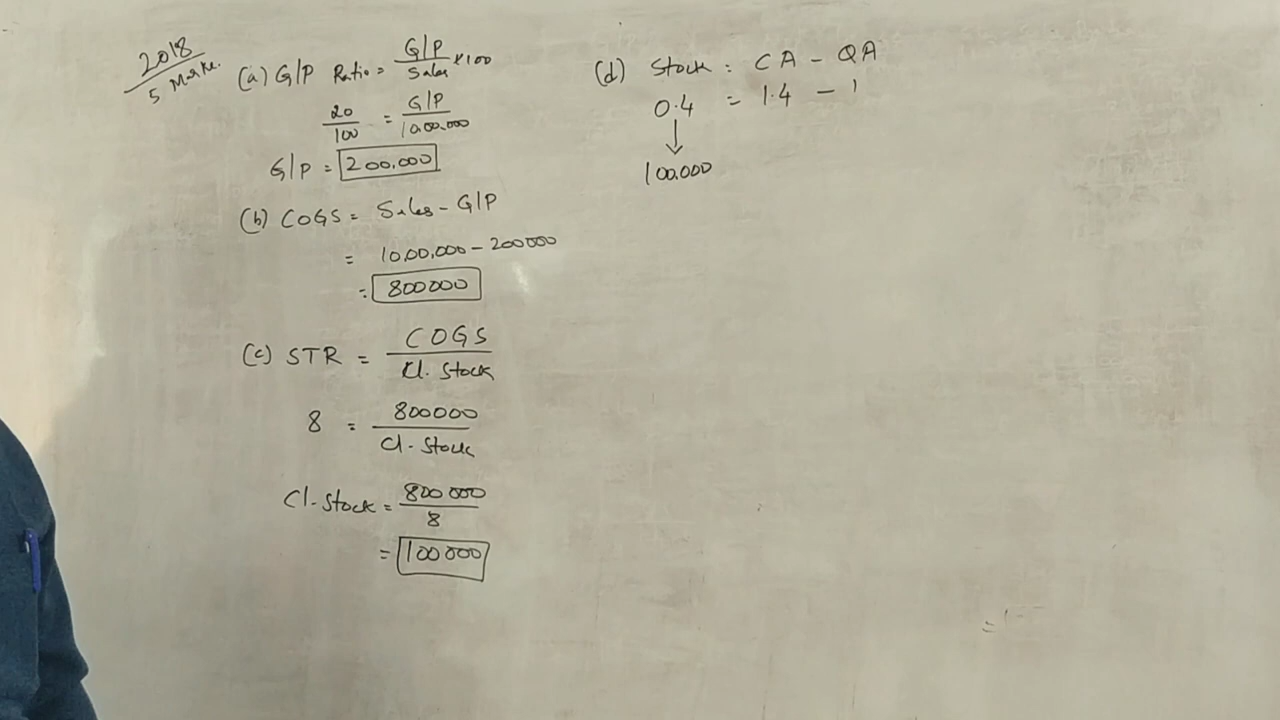 2018
5 Marks.
(a) G/P Ratio = G/P / Sales × 100
20 / 100 = G/P / 10,00,000
G/P = 200,000
(b) COGS = Sales - G/P
= 10,00,000 - 200000
= 800000
(c) STR = COGS / Cl. Stock
8 = 800000 / Cl. Stock
Cl. Stock = 800000 / 8
= 100000
(d) Stock = CA - QA
0.4 = 1.4 - 1
↓
100,000